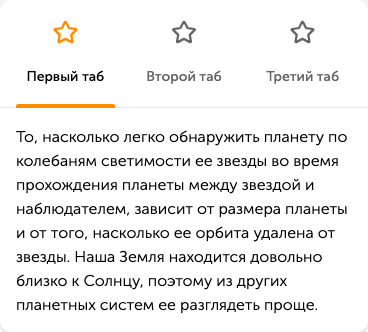 Первый таб
Второй таб
Третий таб
То, насколько легко обнаружить планету по
колебаням светимости ее звезды во время
прохождения планеты между звездой и
наблюдателем, зависит от размера планеты
и от того, насколько ее орбита удалена от
звезды. Наша Земля находится довольно
близко к Солнцу, поэтому из других
планетных систем ее разглядеть проще.